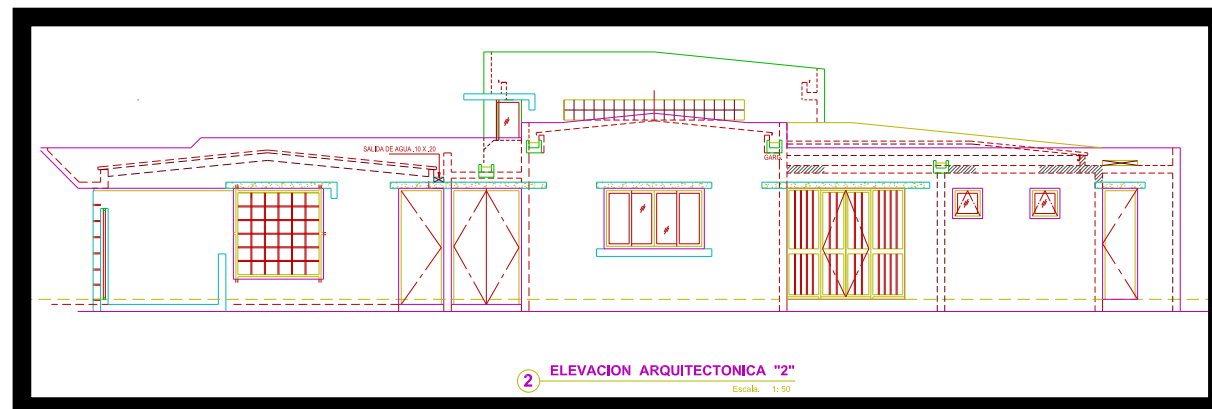 SALIDA DE AGUA ,10 X ,20
GARG.
2
ELEVACION ARQUITECTONICA "2"
Escala. 1: 50